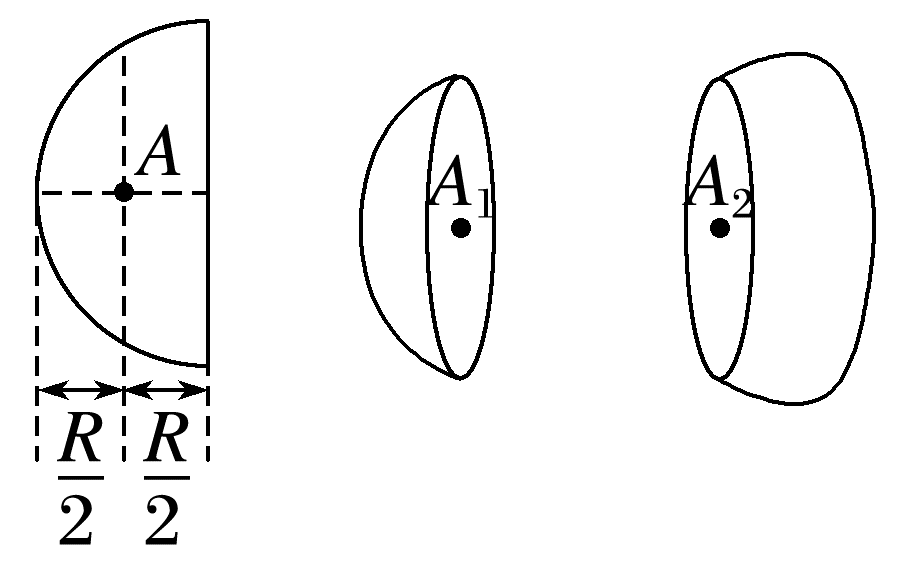 A
A₁
A₂
R/2 R/2